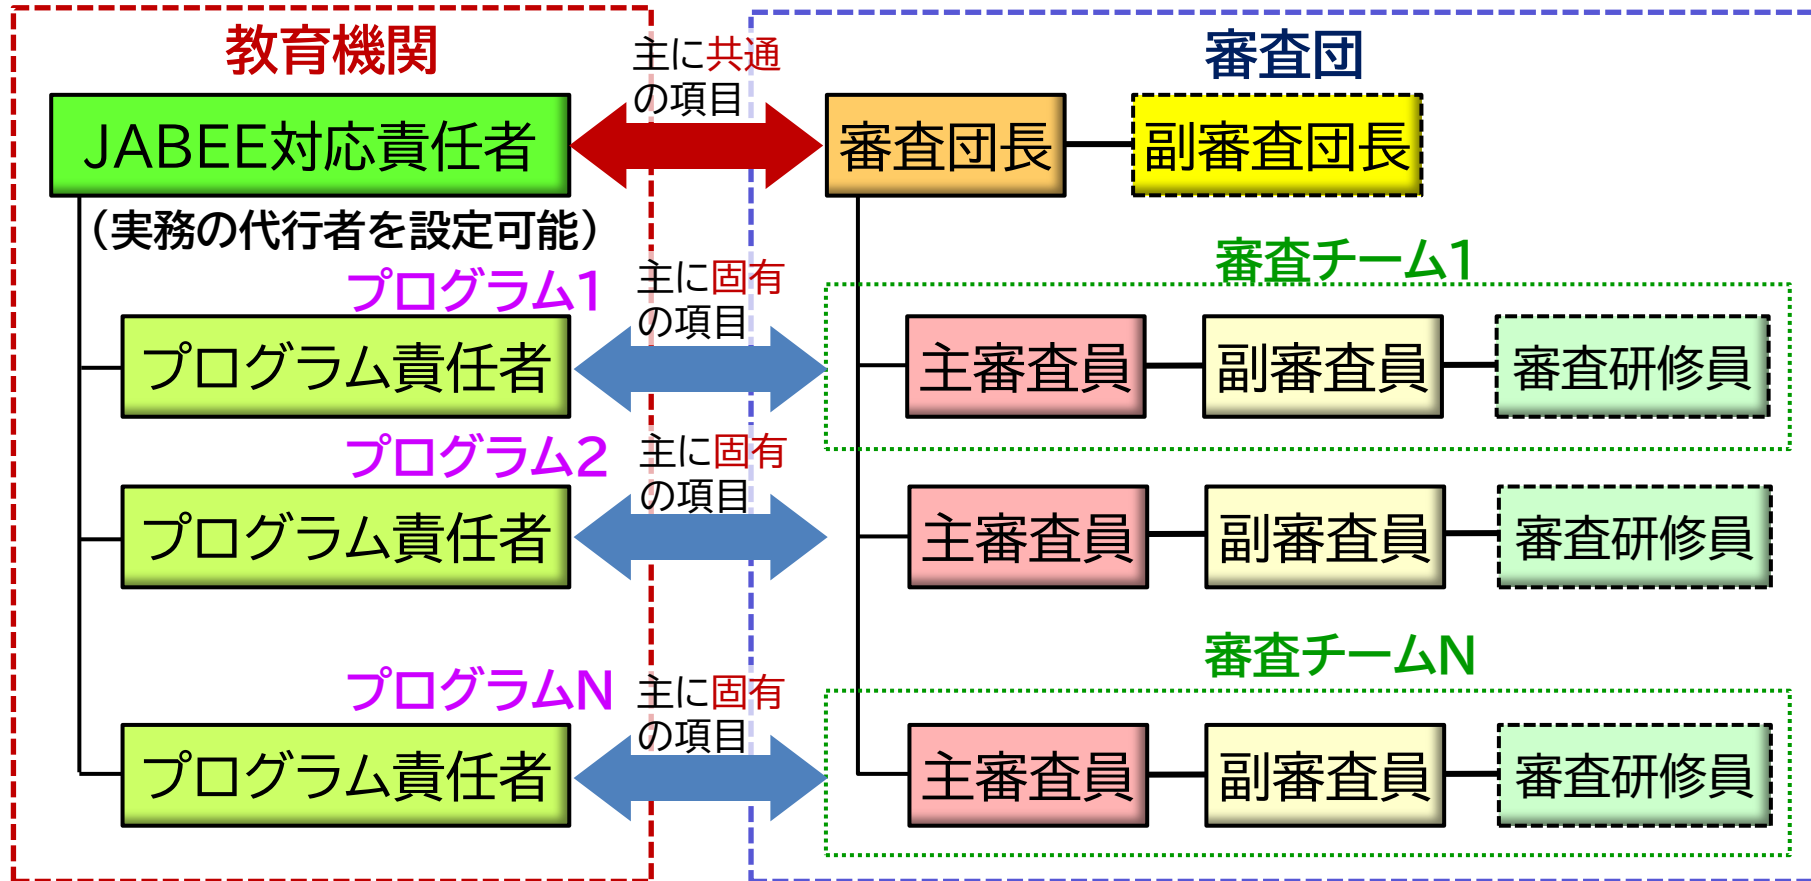 教育機関
主に共通
の項目
審査団
JABEE対応責任者
審査団長
副審査団長
（実務の代行者を設定可能）
プログラム1
主に固有
の項目
審査チーム1
プログラム責任者
主審査員
副審査員
審査研修員
プログラム2
主に固有
の項目
プログラム責任者
主審査員
副審査員
審査研修員
プログラムN
主に固有
の項目
審査チームN
プログラム責任者
主審査員
副審査員
審査研修員